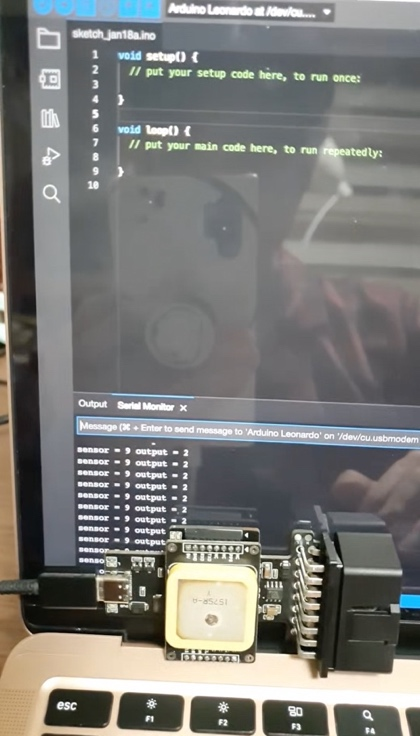 Arduino Leonardo at /dev/cu....
sketch_jan18a.ino
1 void setup() {
2 // put your setup code here, to run once:
3
4 }
5
6 void loop() {
7 // put your main code here, to run repeatedly:
8
9 }
10
Output Serial Monitor ×
Message (⌘ + Enter to send message to 'Arduino Leonardo' on '/dev/cu.usbmodem
sensor = 9 output = 2
sensor = 9 output = 2
sensor = 9 output = 2
sensor = 9 output = 2
sensor = 9 output = 2
sensor = 9 output = 2
sensor = 9 output = 2
sensor = 9 output = 2
sensor = 9 output
sensor = 9 output
sensor
1575R-A
esc
F1
F2
F3
F4